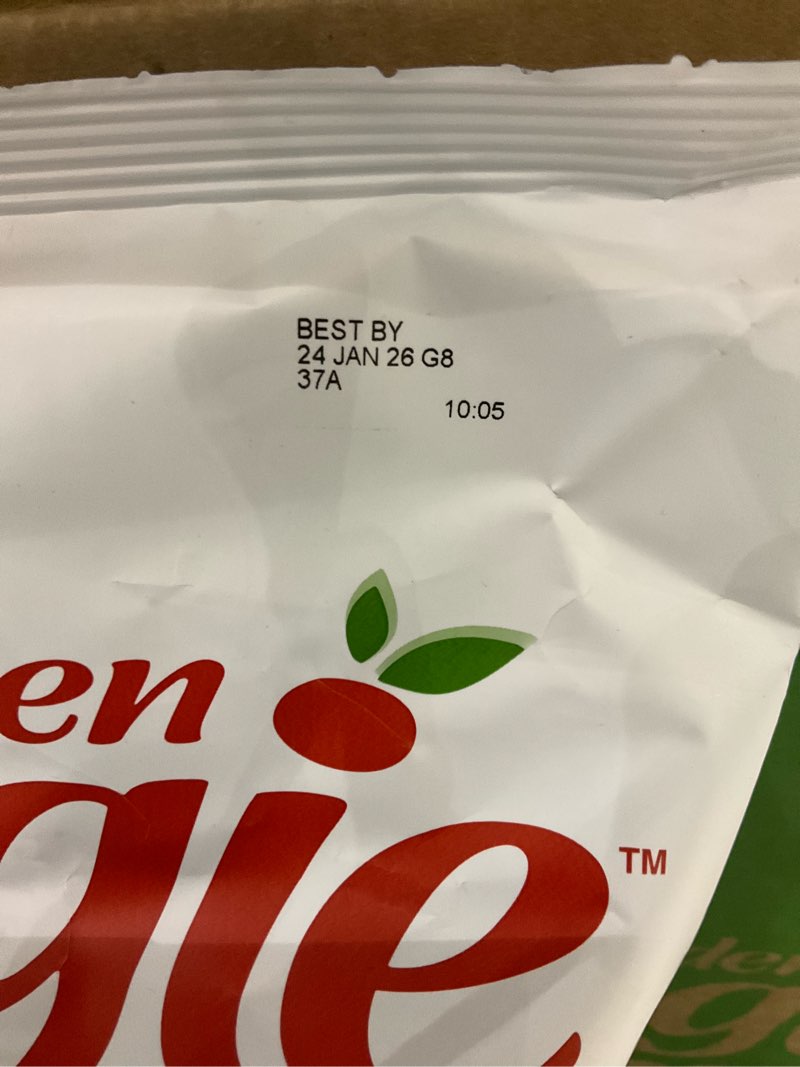 BEST BY
24 JAN 26 G8
37A
10:05
en
gie
TM